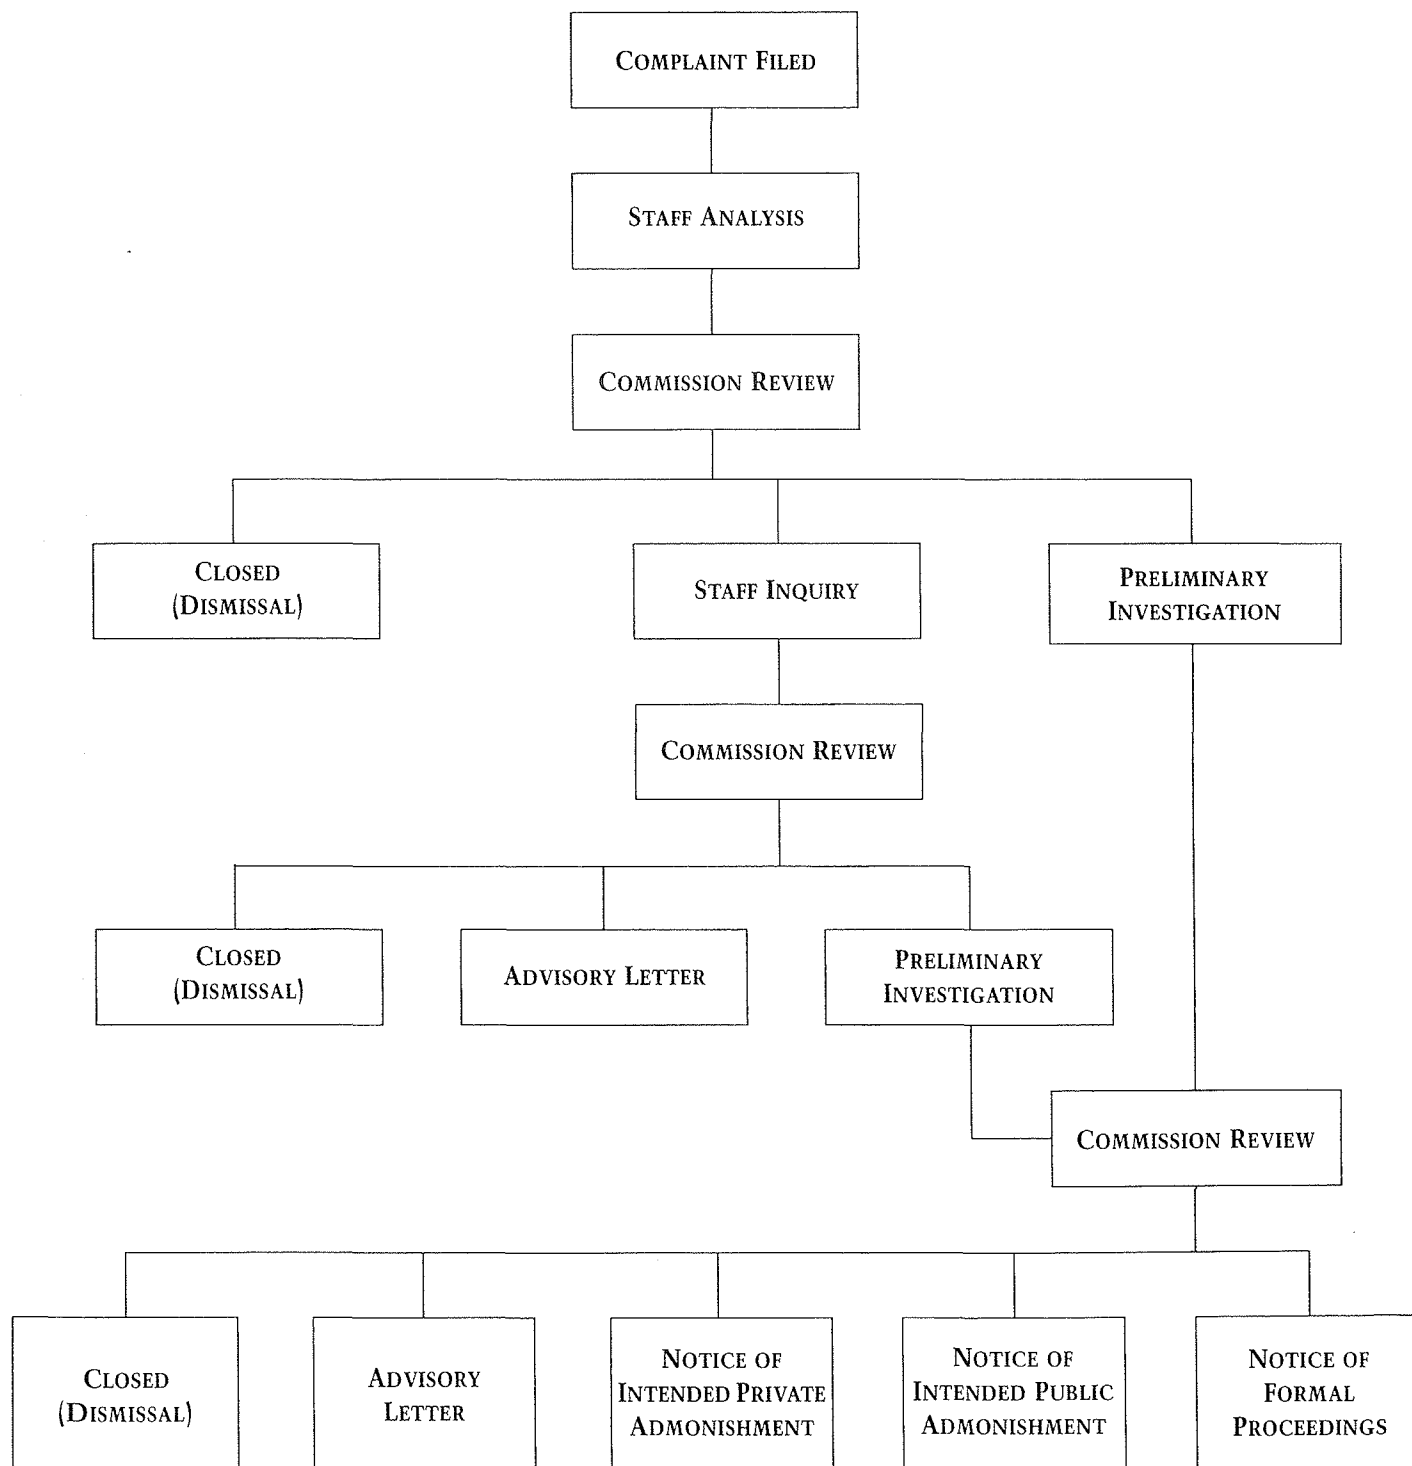 COMPLAINT FILED
STAFF ANALYSIS
COMMISSION REVIEW
CLOSED
(DISMISSAL)
STAFF INQUIRY
PRELIMINARY
INVESTIGATION
COMMISSION REVIEW
CLOSED
(DISMISSAL)
ADVISORY LETTER
PRELIMINARY
INVESTIGATION
COMMISSION REVIEW
CLOSED
(DISMISSAL)
ADVISORY
LETTER
NOTICE OF
INTENDED PRIVATE
ADMONISHMENT
NOTICE OF
INTENDED PUBLIC
ADMONISHMENT
NOTICE OF
FORMAL
PROCEEDINGS